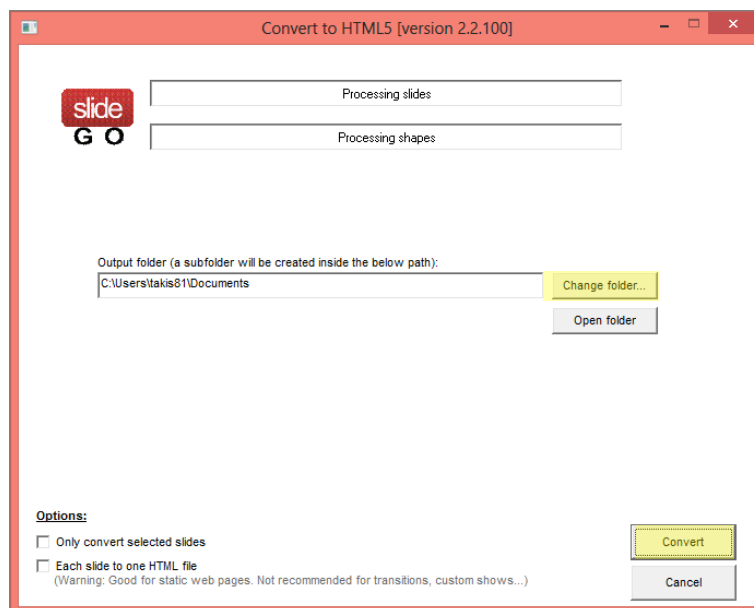 Convert to HTML5 [version 2.2.100]
slide
GO
Processing slides
Processing shapes
Output folder (a subfolder will be created inside the below path):
C:\Users\takis81\Documents
Change folder...
Open folder
Options:
Only convert selected slides
Each slide to one HTML file
(Warning: Good for static web pages. Not recommended for transitions, custom shows...)
Convert
Cancel